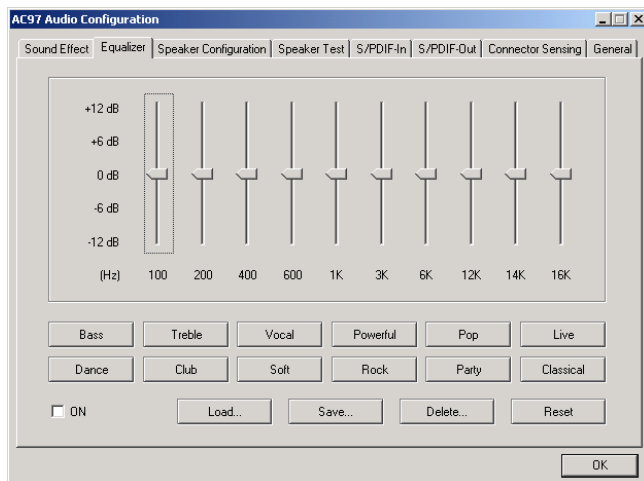 AC97 Audio Configuration
Sound Effect Equalizer Speaker Configuration Speaker Test S/PDIF-In S/PDIF-Out Connector Sensing General
+12 dB
+6 dB
0 dB
-6 dB
-12 dB
(Hz) 100 200 400 600 1K 3K 6K 12K 14K 16K
Bass Treble Vocal Powerful Pop Live
Dance Club Soft Rock Party Classical
ON Load... Save... Delete... Reset
OK